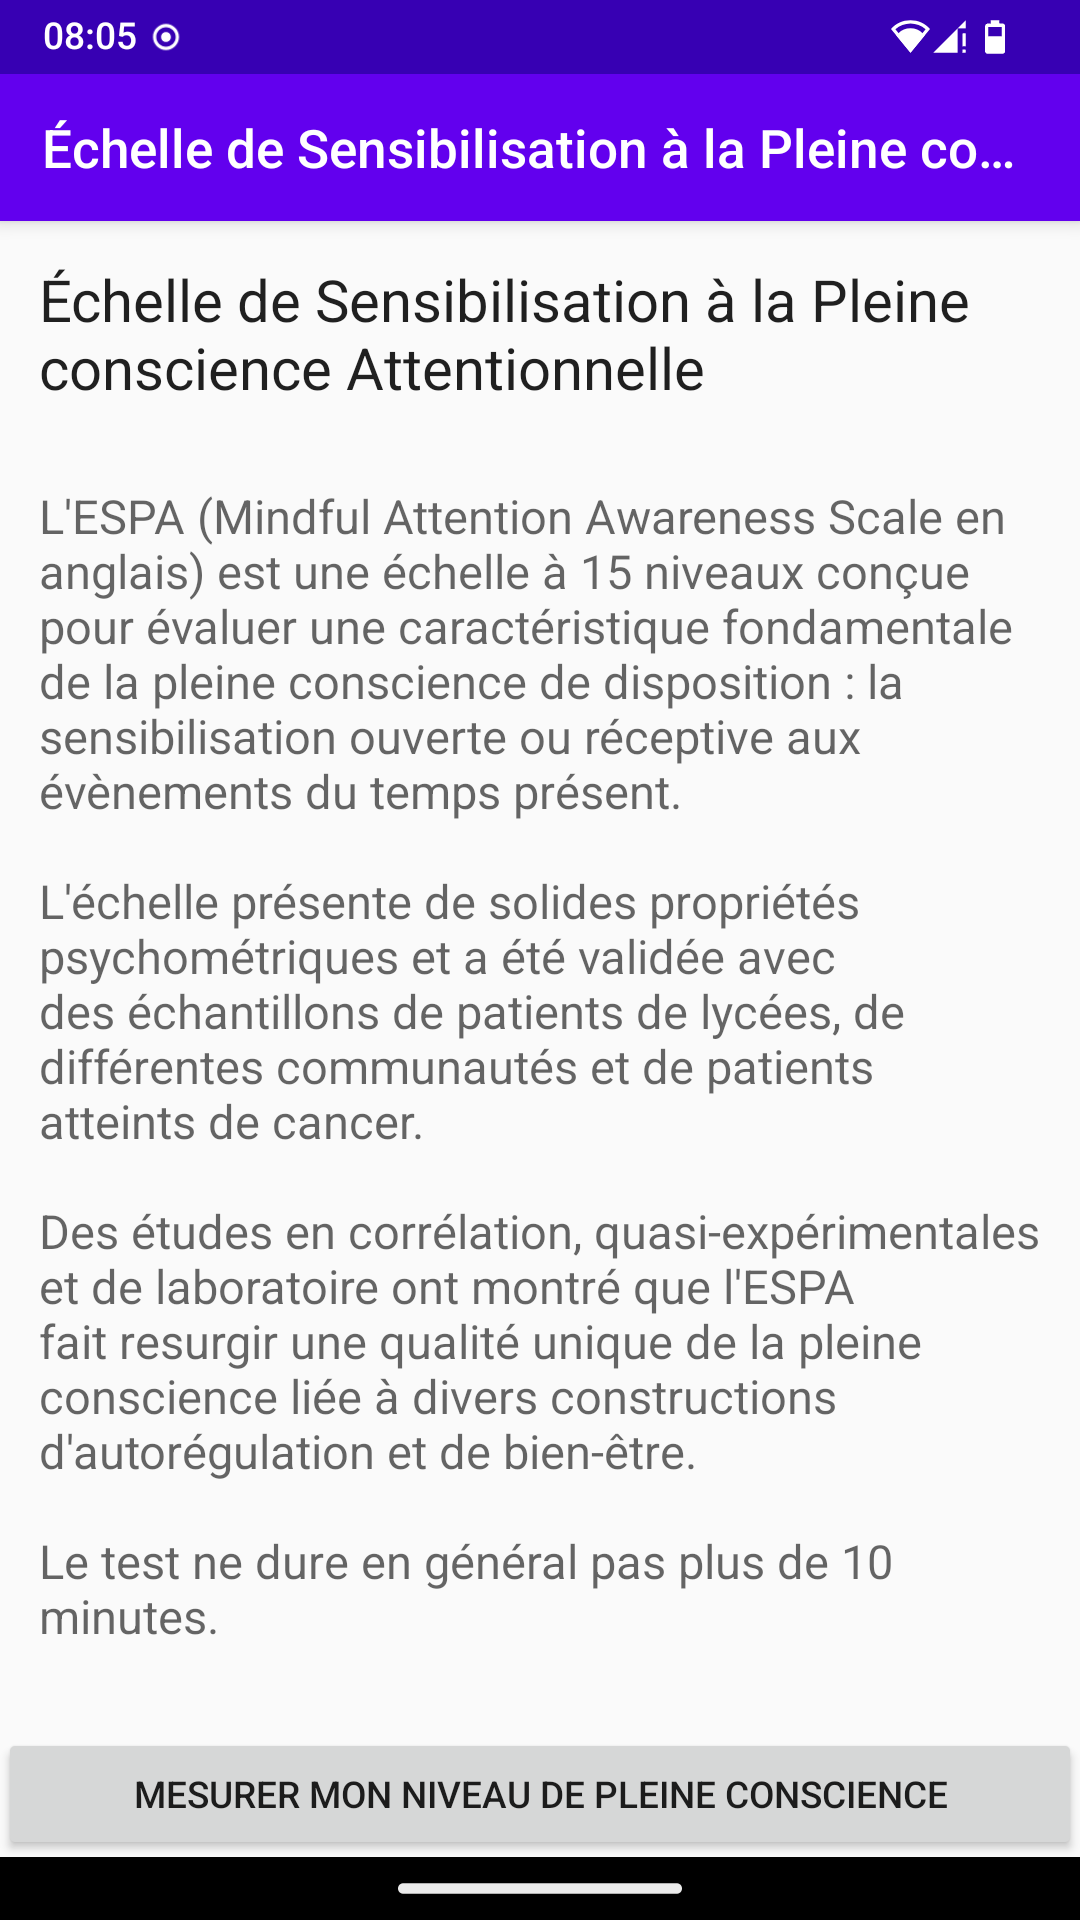 08:05
Échelle de Sensibilisation à la Pleine co...
Échelle de Sensibilisation à la Pleine
conscience Attentionnelle
L'ESPA (Mindful Attention Awareness Scale en
anglais) est une échelle à 15 niveaux conçue
pour évaluer une caractéristique fondamentale
de la pleine conscience de disposition : la
sensibilisation ouverte ou réceptive aux
évènements du temps présent.
L'échelle présente de solides propriétés
psychométriques et a été validée avec
des échantillons de patients de lycées, de
différentes communautés et de patients
atteints de cancer.
Des études en corrélation, quasi-expérimentales
et de laboratoire ont montré que l'ESPA
fait resurgir une qualité unique de la pleine
conscience liée à divers constructions
d'autorégulation et de bien-être.
Le test ne dure en général pas plus de 10
minutes.
MESURER MON NIVEAU DE PLEINE CONSCIENCE